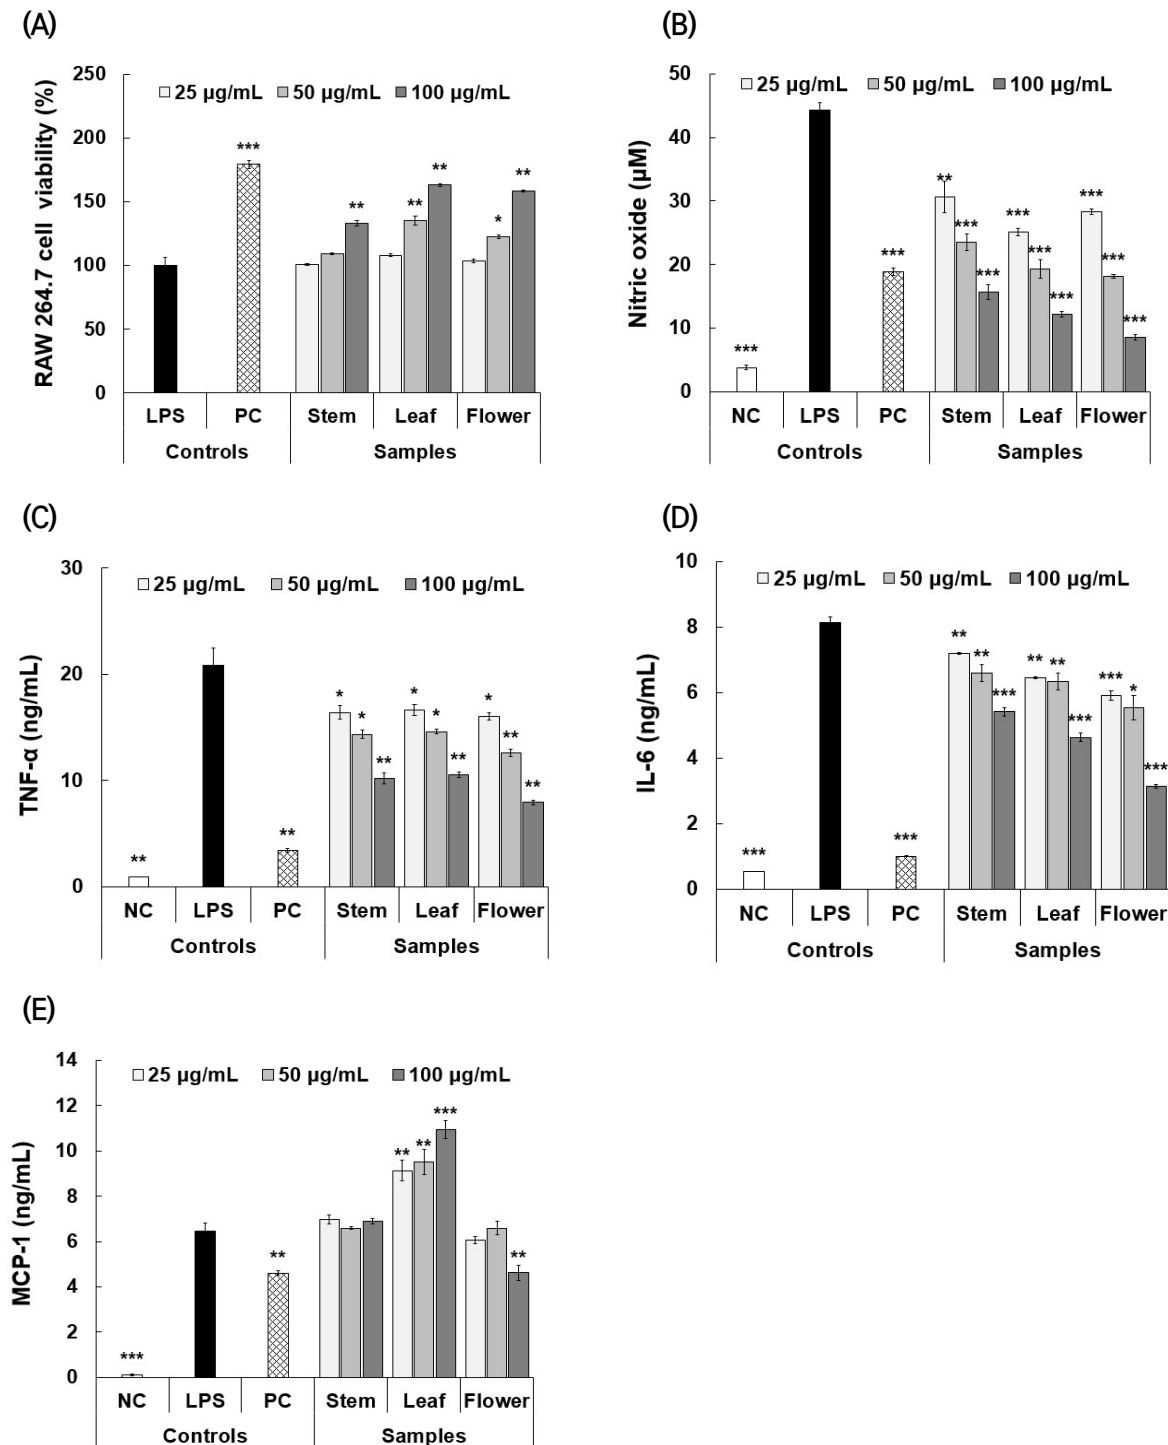 (A)
RAW 264.7 cell viability (%)
250
200
150
100
50
0
25 µg/mL 50 µg/mL 100 µg/mL
***
** ** ** * **
LPS PC Stem Leaf Flower
Controls Samples
(B)
Nitric oxide (µM)
50
40
30
20
10
0
25 µg/mL 50 µg/mL 100 µg/mL
*** *** ** *** *** *** *** *** *** *** ***
NC LPS PC Stem Leaf Flower
Controls Samples
(C)
TNF-α (ng/mL)
30
20
10
0
25 µg/mL 50 µg/mL 100 µg/mL
** ** * * ** * * ** * ** **
NC LPS PC Stem Leaf Flower
Controls Samples
(D)
IL-6 (ng/mL)
10
8
6
4
2
0
25 µg/mL 50 µg/mL 100 µg/mL
*** *** ** ** *** ** ** *** *** * ***
NC LPS PC Stem Leaf Flower
Controls Samples
(E)
MCP-1 (ng/mL)
14
12
10
8
6
4
2
0
25 µg/mL 50 µg/mL 100 µg/mL
*** ** ** ** *** **
NC LPS PC Stem Leaf Flower
Controls Samples